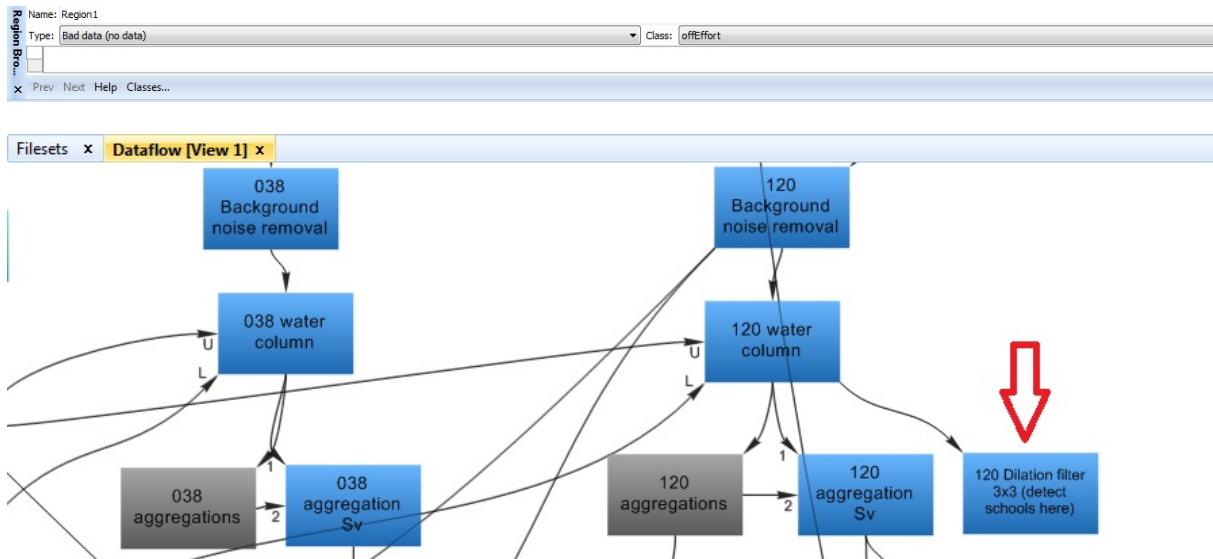 Region Bro...
Name: Region1
Type: Bad data (no data) Class: offEffort
x Prev Next Help Classes...
Filesets x Dataflow [View 1] x
038
Background
noise removal
120
Background
noise removal
038 water
column
U
L
120 water
column
U
L
038
aggregations
1
2
038
aggregation
Sv
120
aggregations
1
2
120
aggregation
Sv
120 Dilation filter
3x3 (detect
schools here)